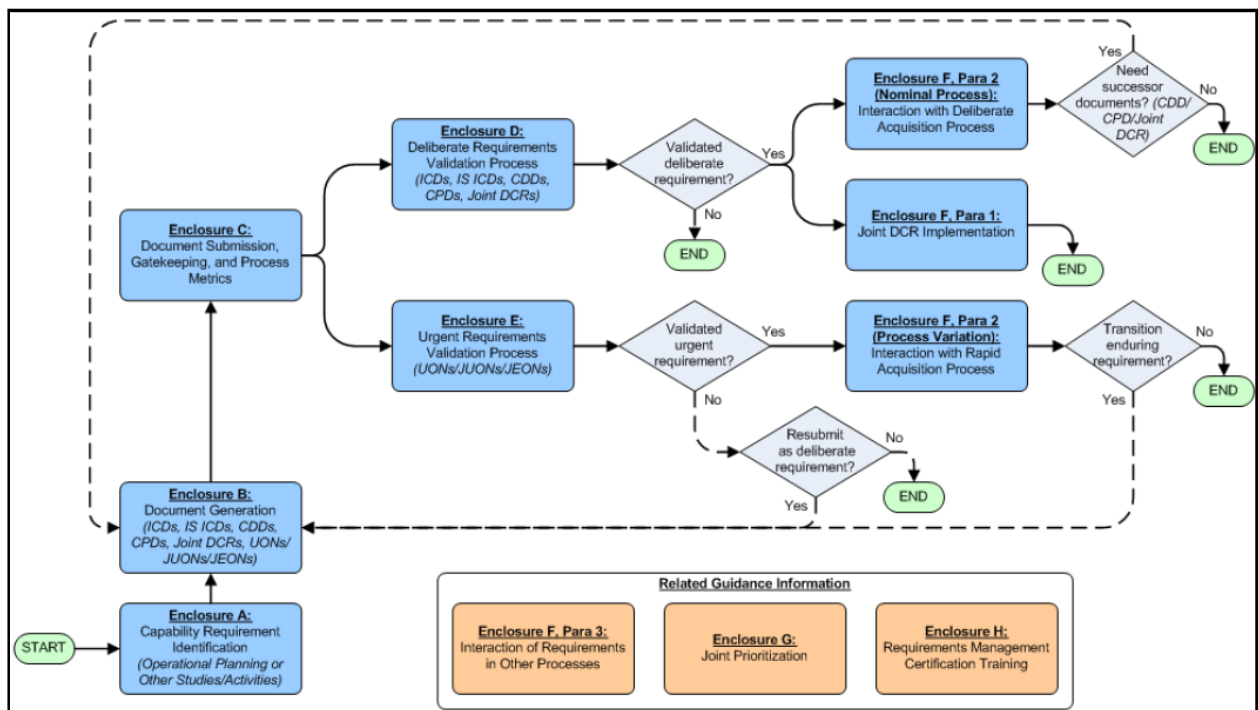 Yes
Need
successor
documents? (CDD/
CPD/Joint
DCR)
No
END
Enclosure F, Para 2
(Nominal Process):
Interaction with Deliberate
Acquisition Process
Enclosure D:
Deliberate Requirements
Validation Process
(ICDs, IS ICDs, CDDs,
CPDs, Joint DCRs)
Validated
deliberate
requirement?
Yes
No
END
Enclosure F, Para 1:
Joint DCR Implementation
END
Enclosure C:
Document Submission,
Gatekeeping, and Process
Metrics
Enclosure E:
Urgent Requirements
Validation Process
(UONs/JUONs/JEONs)
Validated
urgent
requirement?
Yes
No
Enclosure F, Para 2
(Process Variation):
Interaction with Rapid
Acquisition Process
Transition
enduring
requirement?
No
END
Yes
Resubmit
as deliberate
requirement?
No
END
Yes
Enclosure B:
Document Generation
(ICDs, IS ICDs, CDDs,
CPDs, Joint DCRs, UONs/
JUONs/JEONs)
START
Enclosure A:
Capability Requirement
Identification
(Operational Planning or
Other Studies/Activities)
Related Guidance Information
Enclosure F, Para 3:
Interaction of Requirements
in Other Processes
Enclosure G:
Joint Prioritization
Enclosure H:
Requirements Management
Certification Training